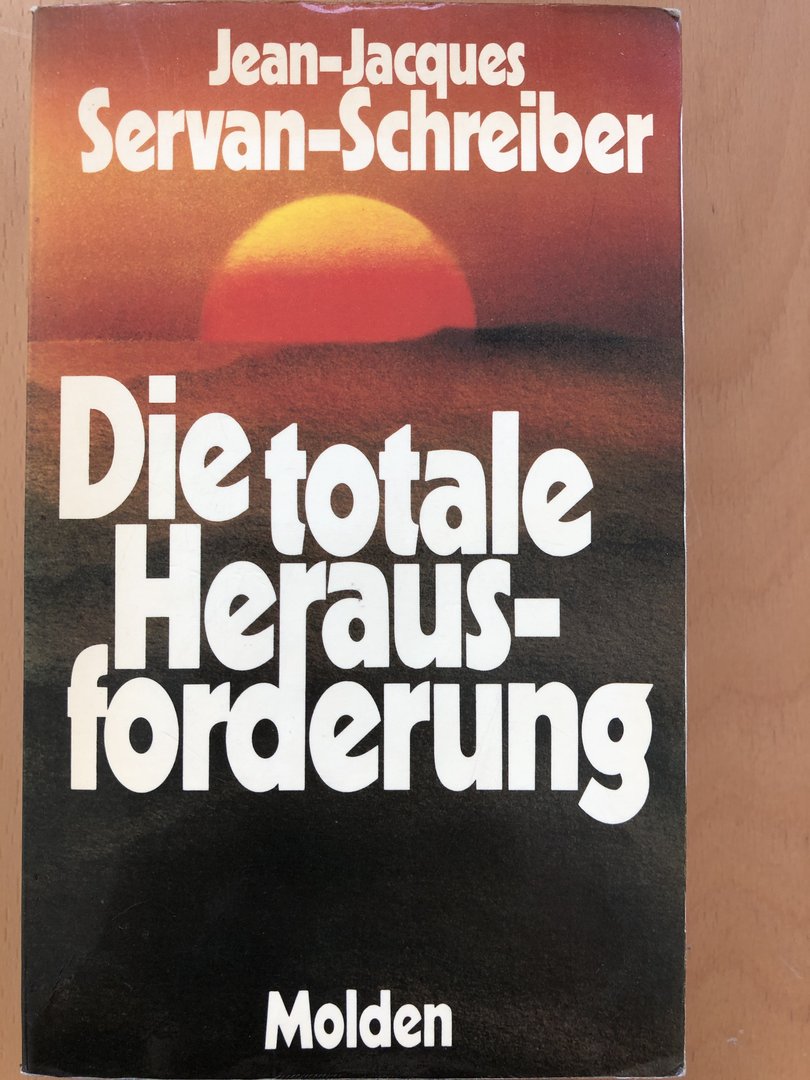 Jean-Jacques
Servan-Schreiber
Die totale
Heraus-
forderung
Molden